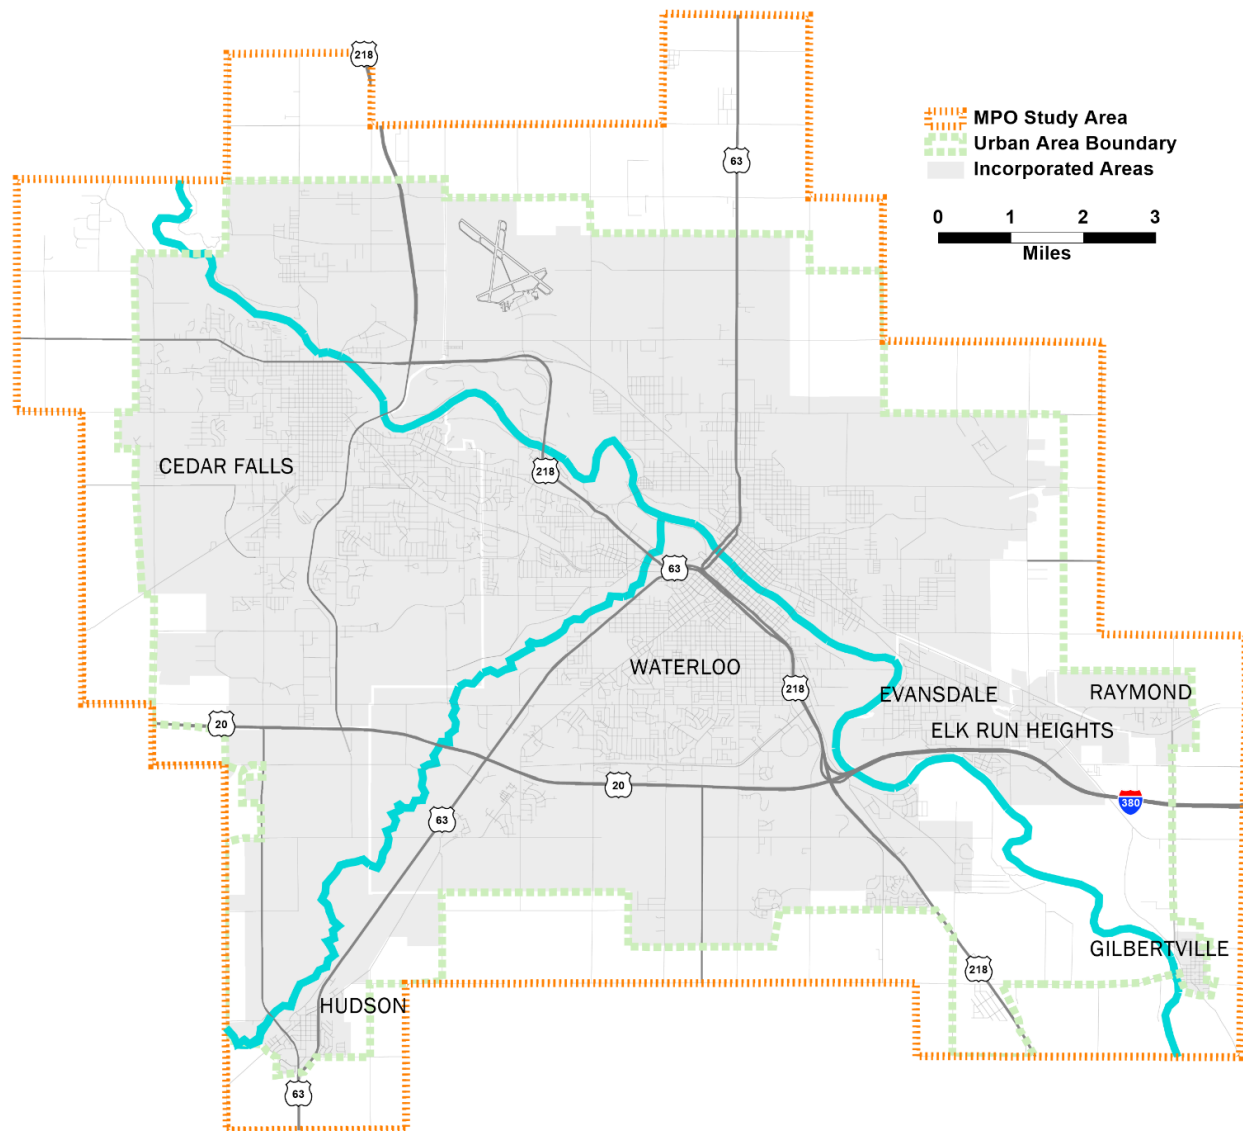 218
63
MPO Study Area
Urban Area Boundary
Incorporated Areas
0 1 2 3
Miles
CEDAR FALLS
218
63
WATERLOO
218
EVANSDALE
RAYMOND
ELK RUN HEIGHTS
20
20
380
63
GILBERTVILLE
218
HUDSON
63